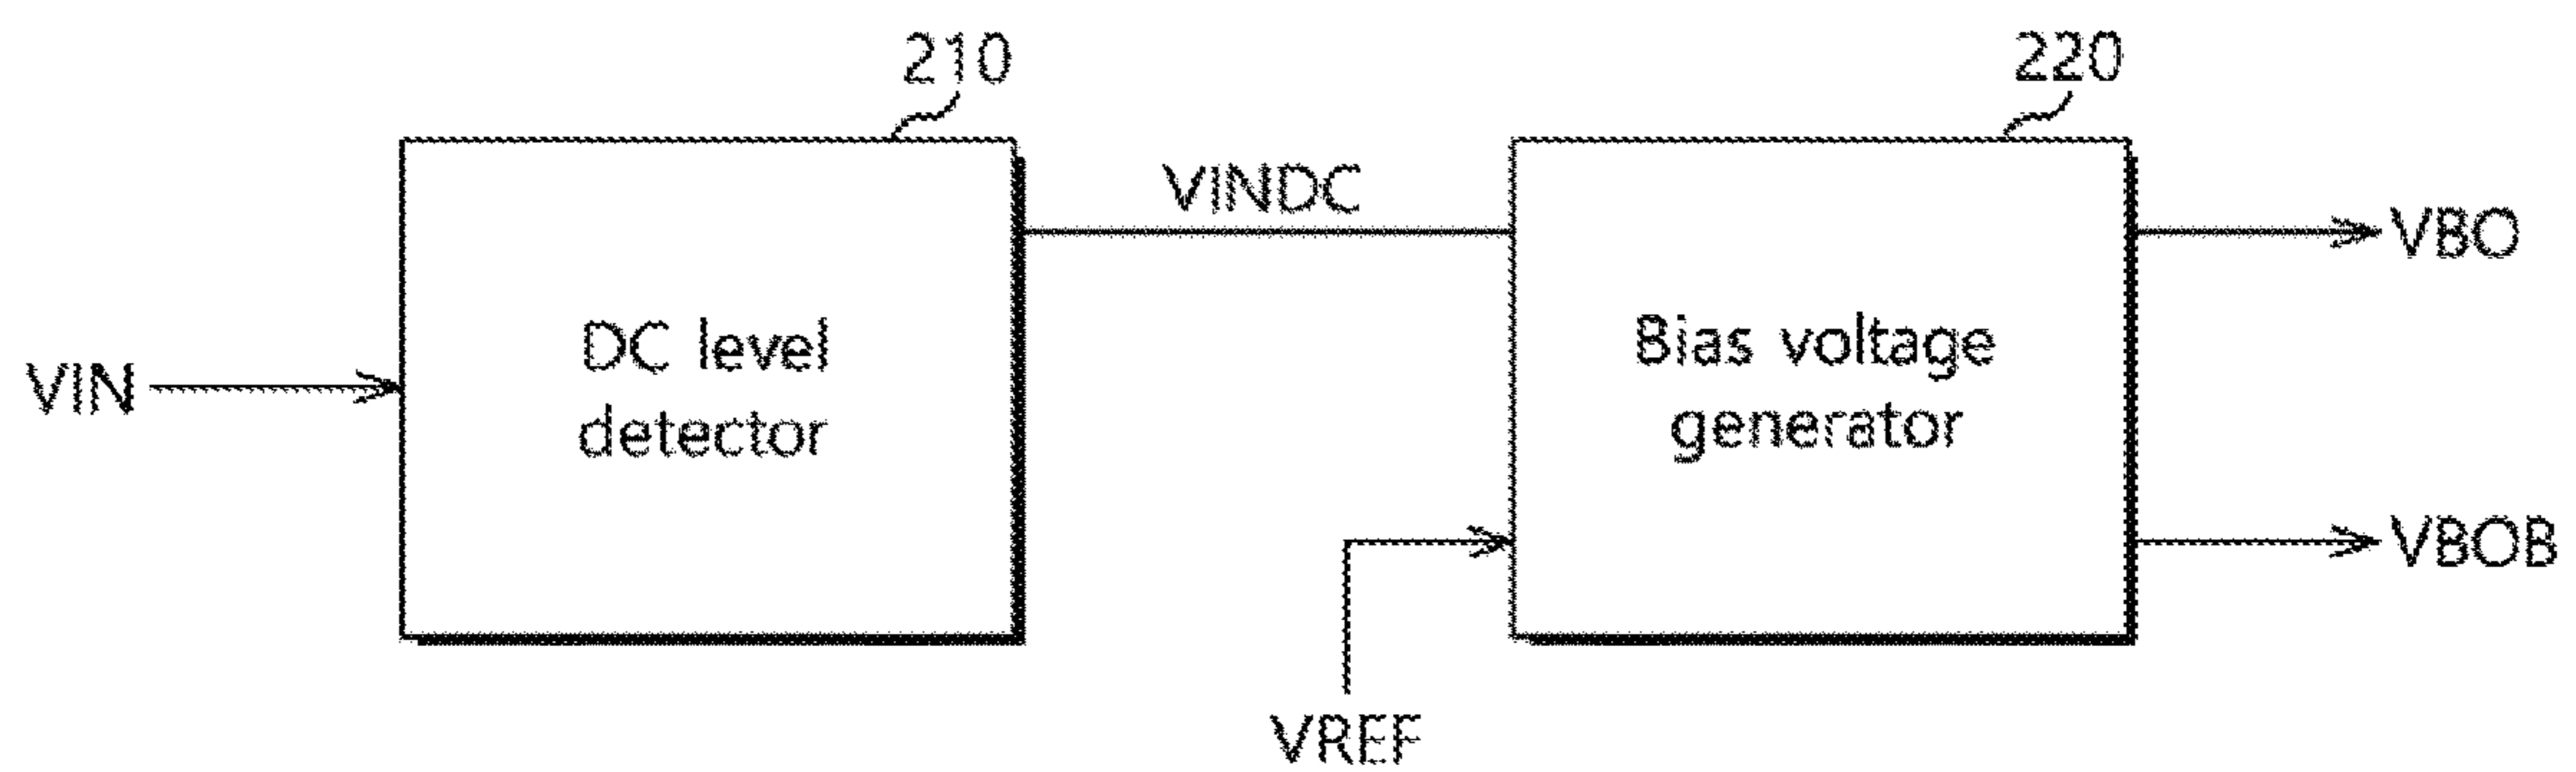 210
220
VINDC
VBO
VIN
DC level
detector
Bias voltage
generator
VBOB
VREF